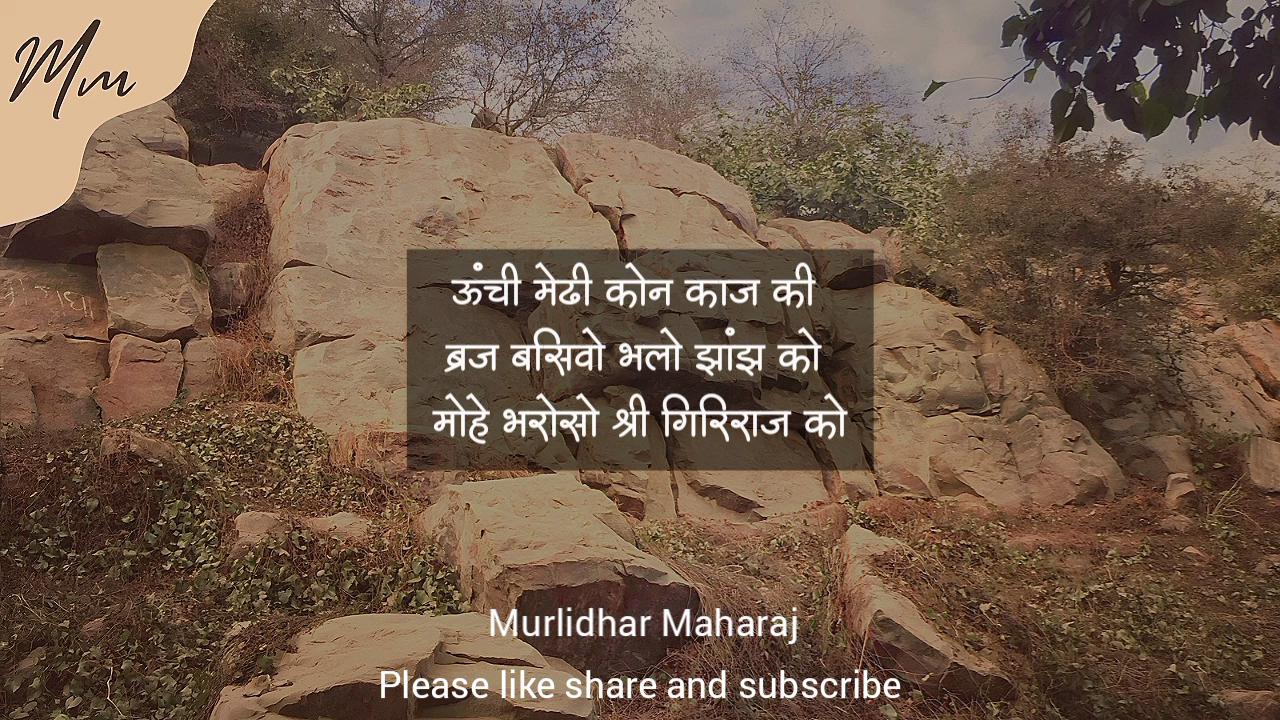 Mm
ऊंची मेढी कोन काज की
ब्रज बसिवो भलो झांझ को
मोहे भरोसो श्री गिरिराज को
Murlidhar Maharaj
Please like share and subscribe